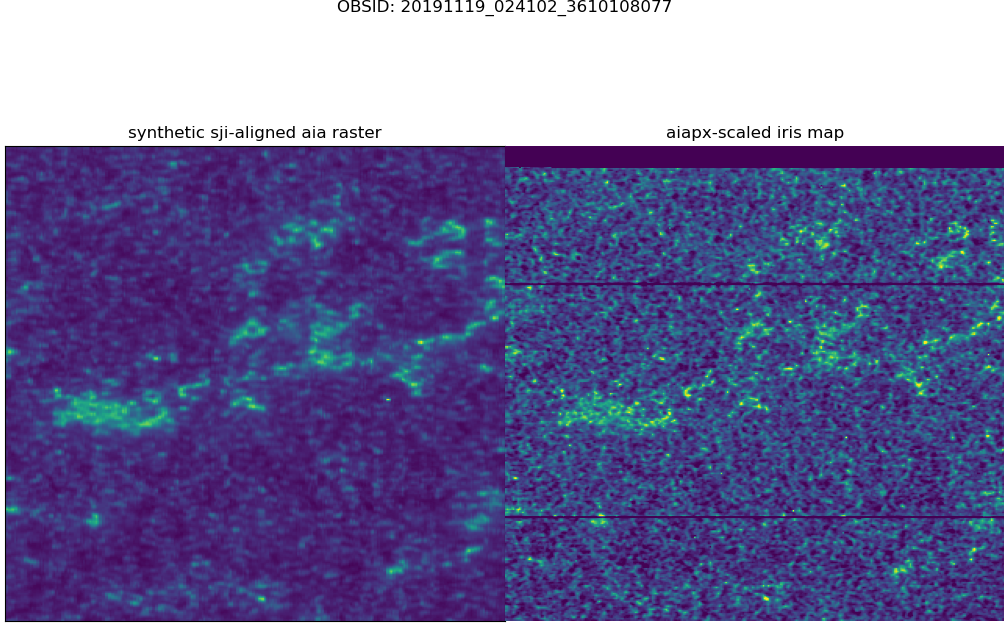 OBSID: 20191119_024102_3610108077
synthetic sji-aligned aia raster
aiapx-scaled iris map